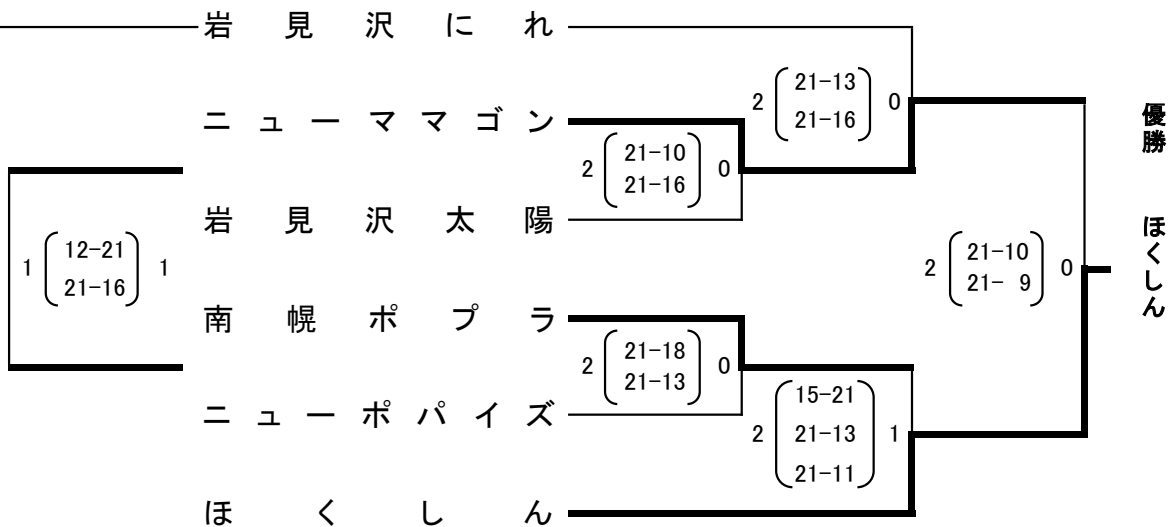 岩見沢にれ
2 21-13 0
21-16
ニューママゴン
2 21-10 0
21-16
岩見沢太陽
1 12-21 1
21-16
2 21-10 0
21- 9
優勝 ほくしん
南幌ポプラ
2 21-18 0
21-13
ニューポパイズ
15-21
2 21-13 1
21-11
ほくしん